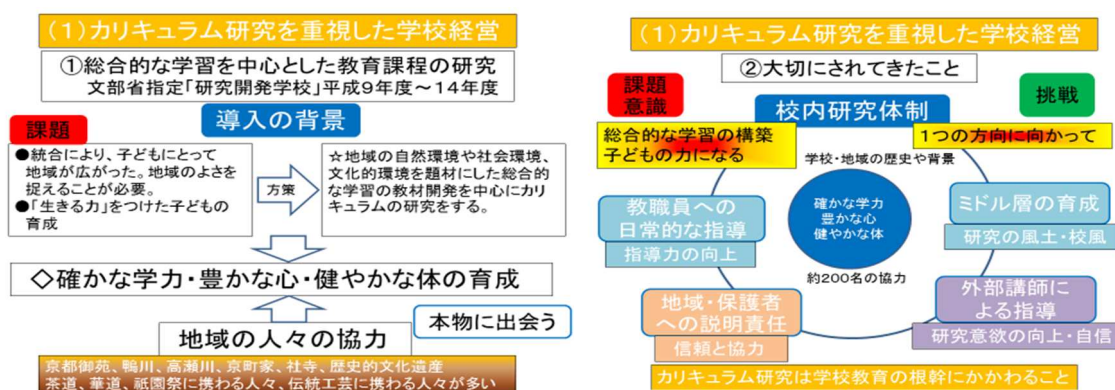 (1)カリキュラム研究を重視した学校経営
①総合的な学習を中心とした教育課程の研究
文部省指定「研究開発学校」平成9年度～14年度
導入の背景
課題
●統合により、子どもにとって
地域が広がった。地域のよさを
捉えることが必要。
●「生きる力」をつけた子どもの
育成
方策
☆地域の自然環境や社会環境、
文化的環境を題材にした総合的
な学習の教材開発を中心にカリ
キュラムの研究をする。
◇確かな学力・豊かな心・健やかな体の育成
地域の人々の協力
本物に出会う
京都御苑、鴨川、高瀬川、京町家、社寺、歴史的文化遺産
茶道、華道、祇園祭に携わる人々、伝統工芸に携わる人々が多い
(1)カリキュラム研究を重視した学校経営
②大切にされてきたこと
課題
意識
校内研究体制
挑戦
総合的な学習の構築
子どもの力になる
1つの方向に向かって
学校・地域の歴史や背景
教職員への
日常的な指導
指導力の向上
確かな学力
豊かな心
健やかな体
ミドル層の育成
研究の風土・校風
約200名の協力
地域・保護者
への説明責任
信頼と協力
外部講師に
よる指導
研究意欲の向上・自信
カリキュラム研究は学校教育の根幹にかかわること